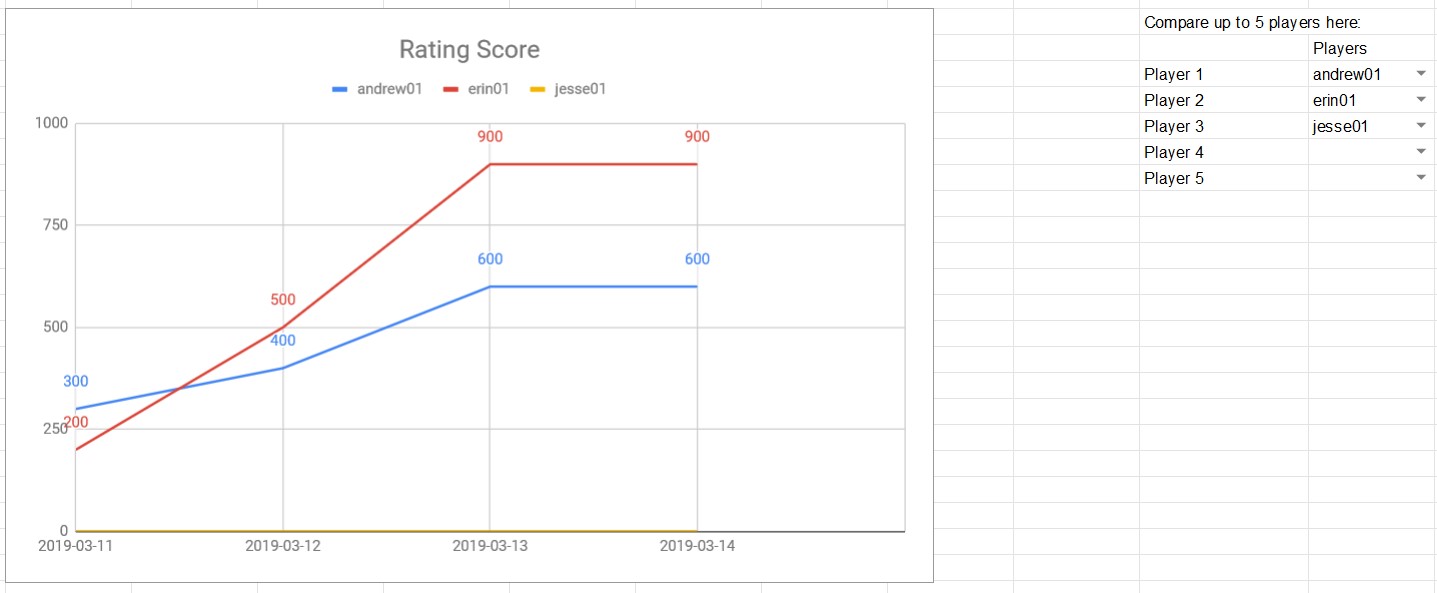 Rating Score
andrew01 erin01 jesse01
1000
900 900
750
600 600
500
500
400
300
200
250
0
2019-03-11 2019-03-12 2019-03-13 2019-03-14
Compare up to 5 players here:
Players
Player 1 andrew01
Player 2 erin01
Player 3 jesse01
Player 4
Player 5